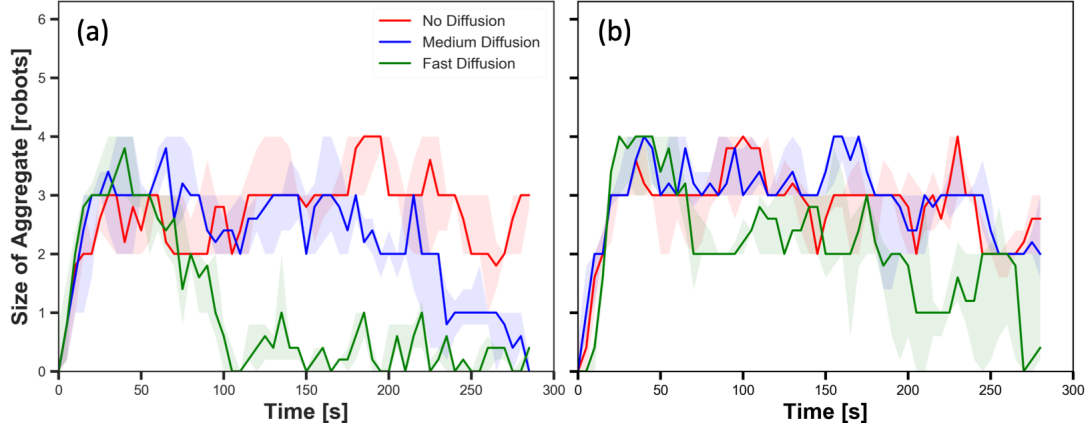 (a)
No Diffusion
Medium Diffusion
Fast Diffusion
Size of Aggregate [robots]
6
5
4
3
2
1
0
0 50 100 150 200 250 300
Time [s]
(b)
0 50 100 150 200 250 300
Time [s]